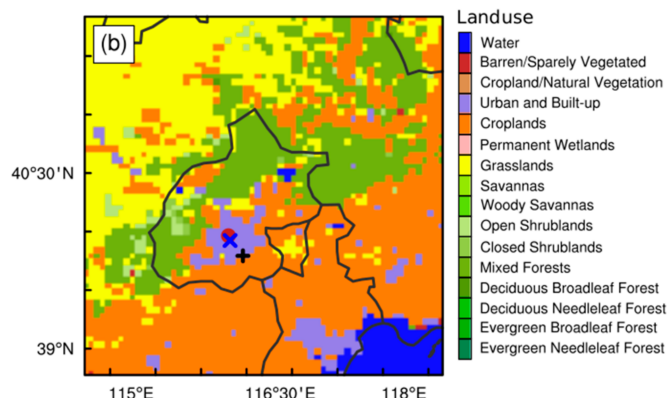 Landuse
(b)
Water
Barren/Sparely Vegetated
Cropland/Natural Vegetation
Urban and Built-up
Croplands
Permanent Wetlands
Grasslands
Savannas
Woody Savannas
Open Shrublands
Closed Shrublands
Mixed Forests
Deciduous Broadleaf Forest
Deciduous Needleleaf Forest
Evergreen Broadleaf Forest
Evergreen Needleleaf Forest
40°30'N
39°N
115°E 116°30'E 118°E